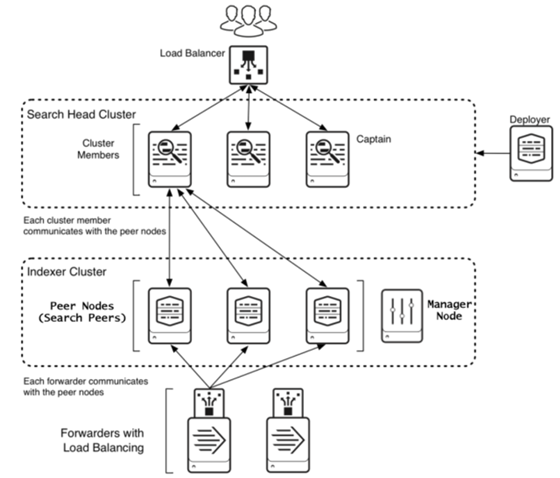 Load Balancer
Search Head Cluster
Deployer
Cluster
Members
Captain
Each cluster member
communicates with the peer nodes
Indexer Cluster
Peer Nodes
(Search Peers)
Manager
Node
Each forwarder communicates
with the peer nodes
Forwarders with
Load Balancing